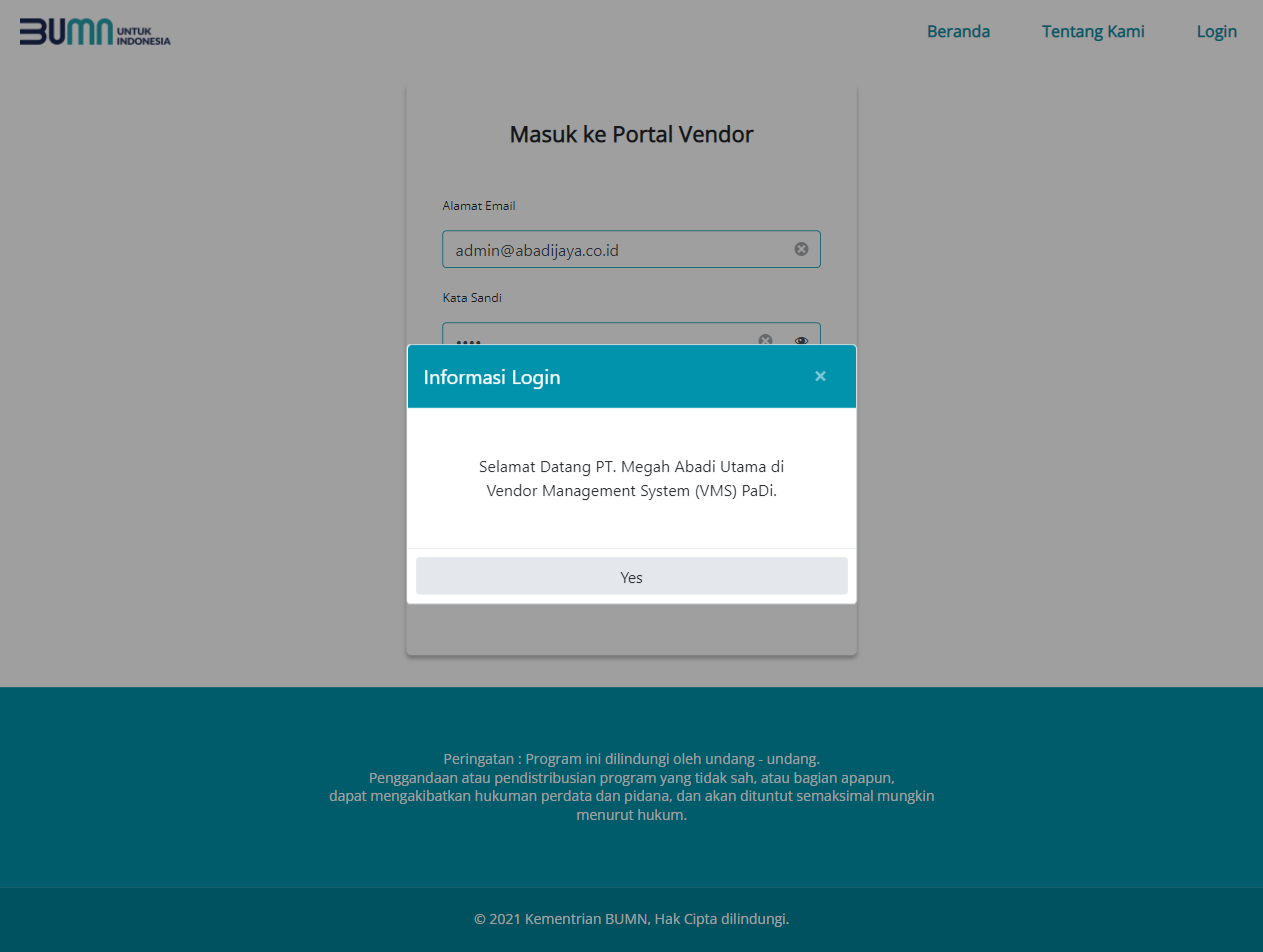 BUMN UNTUK
INDONESIA
Beranda Tentang Kami Login
Masuk ke Portal Vendor
Alamat Email
admin@abadijaya.co.id
Kata Sandi
••••
Informasi Login ×
Selamat Datang PT. Megah Abadi Utama di
Vendor Management System (VMS) PaDi.
Yes
Peringatan : Program ini dilindungi oleh undang - undang.
Penggandaan atau pendistribusian program yang tidak sah, atau bagian apapun,
dapat mengakibatkan hukuman perdata dan pidana, dan akan dituntut semaksimal mungkin
menurut hukum.
© 2021 Kementrian BUMN, Hak Cipta dilindungi.